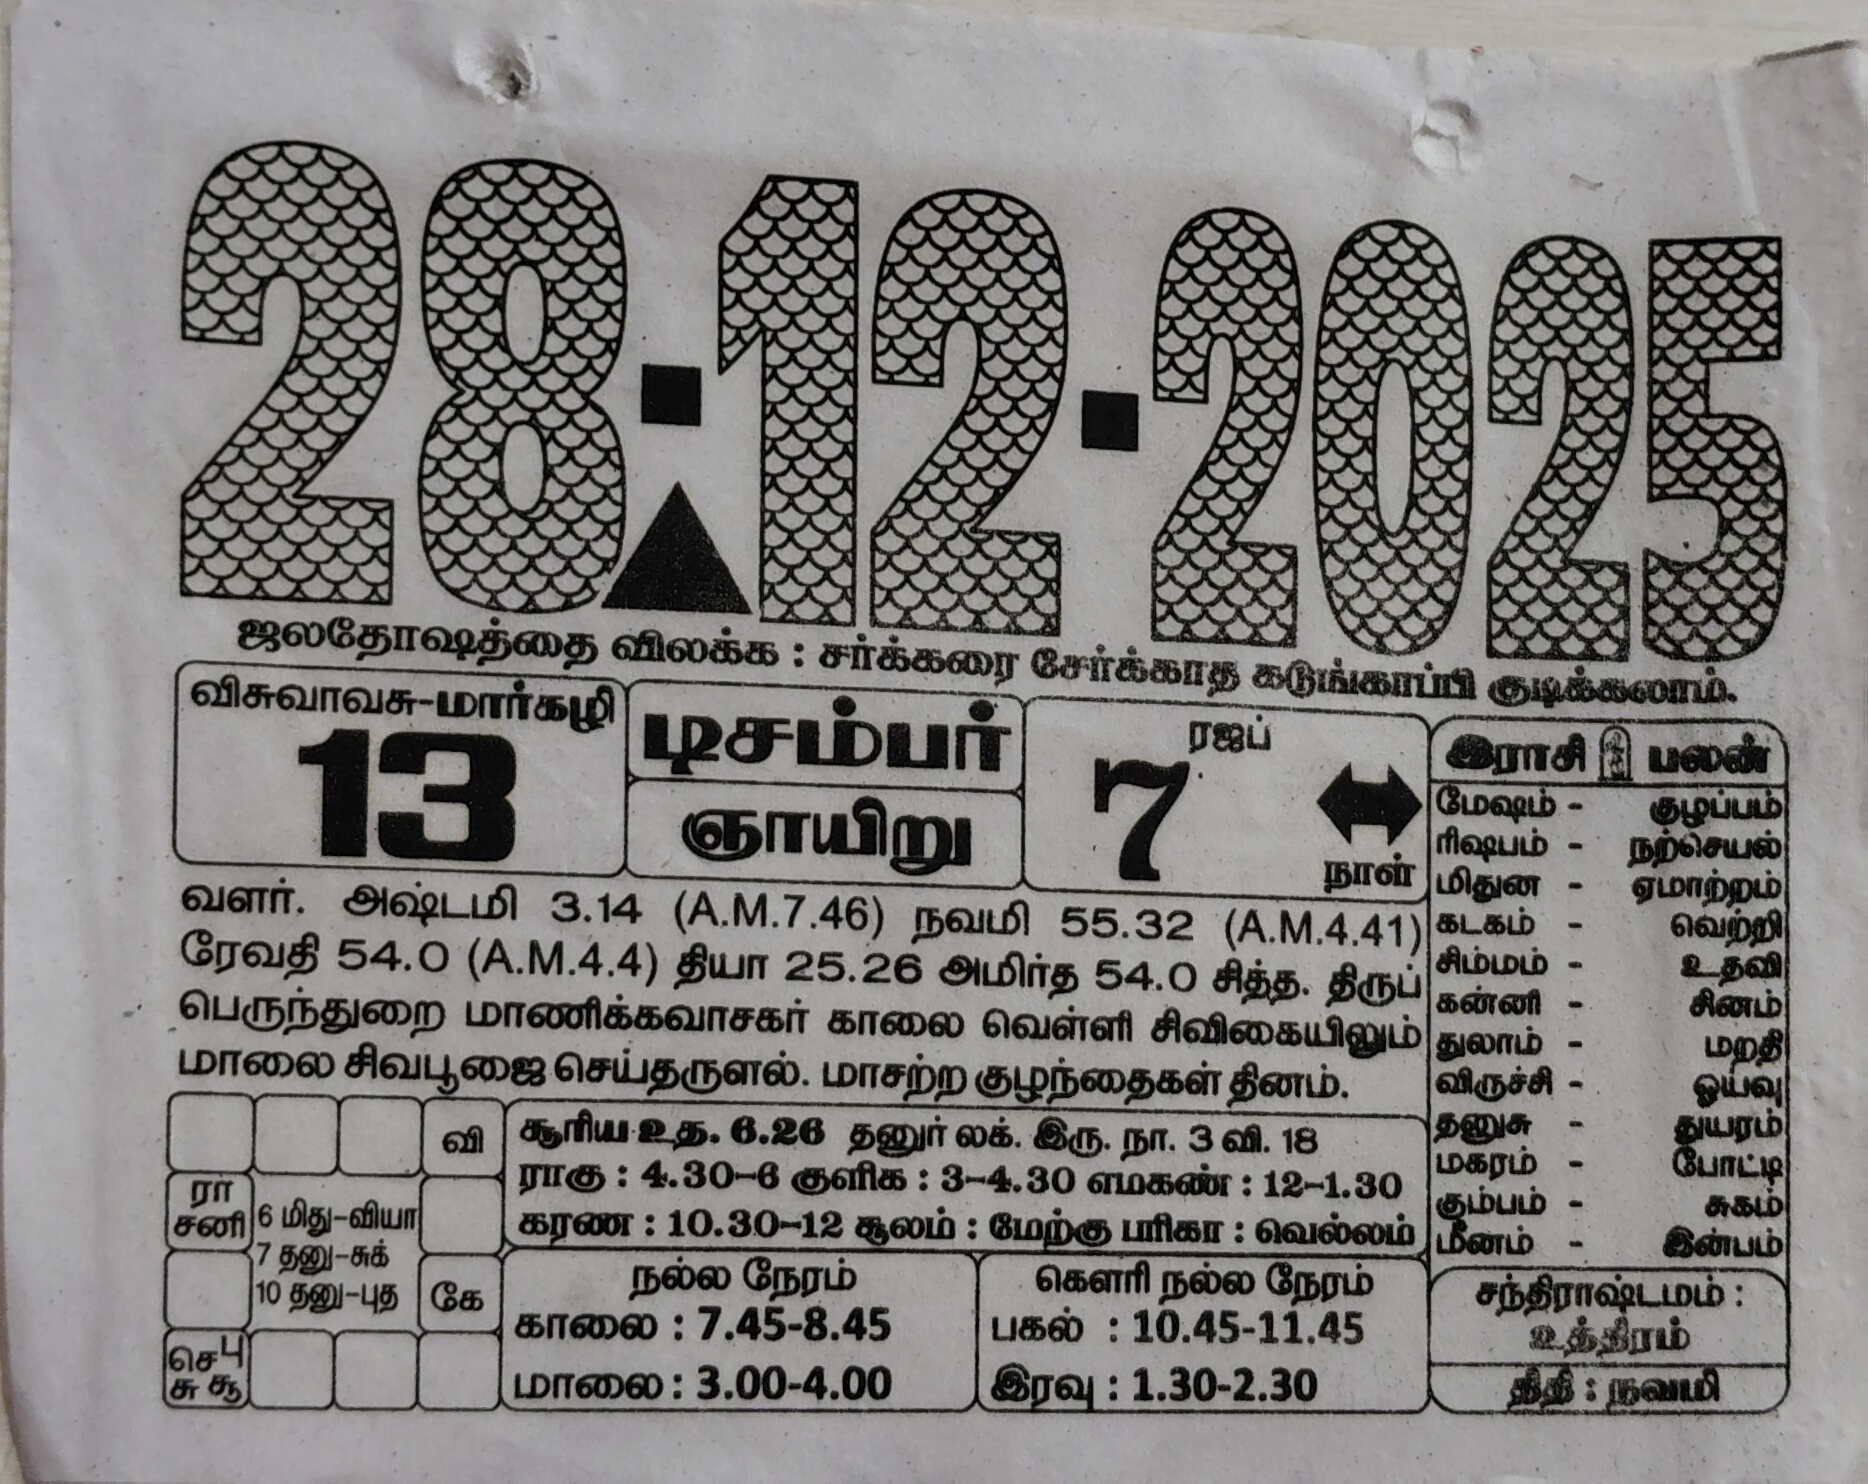 28.12.2025
ஜலதோஷத்தை விலக்க : சர்க்கரை சேர்க்காத கடுங்காப்பி குடிக்கலாம்.
விசுவாவசு-மார்கழி
13
டிசம்பர்
ஞாயிறு
ரஜப்
7
நாள்
வளர். அஷ்டமி 3.14 (A.M.7.46) நவமி 55.32 (A.M.4.41)
ரேவதி 54.0 (A.M.4.4) தியா 25.26 அமிர்த 54.0 சித்த. திருப்
பெருந்துறை மாணிக்கவாசகர் காலை வெள்ளி சிவிகையிலும்
மாலை சிவபூஜை செய்தருளல். மாசற்ற குழந்தைகள் தினம்.
இராசி பலன்
மேஷம் - குழப்பம்
ரிஷபம் - நற்செயல்
மிதுன - ஏமாற்றம்
கடகம் - வெற்றி
சிம்மம் - உதவி
கன்னி - சினம்
துலாம் - மறதி
விருச்சி - ஓய்வு
தனுசு - துயரம்
மகரம் - போட்டி
கும்பம் - சுகம்
மீனம் - இன்பம்
சந்திராஷ்டமம் :
உத்திரம்
திதி : நவமி
வி
ரா
சனி
6 மிது-வியா
7 தனு-சுக்
10 தனு-புத
கே
செ பு
சு சூ
சூரிய உத. 6.26 தனுர் லக். இரு. நா. 3 வி. 18
ராகு : 4.30-6 குளிக : 3-4.30 எமகண் : 12-1.30
கரண : 10.30-12 சூலம் : மேற்கு பரிகா : வெல்லம்
நல்ல நேரம்
காலை : 7.45-8.45
மாலை : 3.00-4.00
கௌரி நல்ல நேரம்
பகல் : 10.45-11.45
இரவு : 1.30-2.30